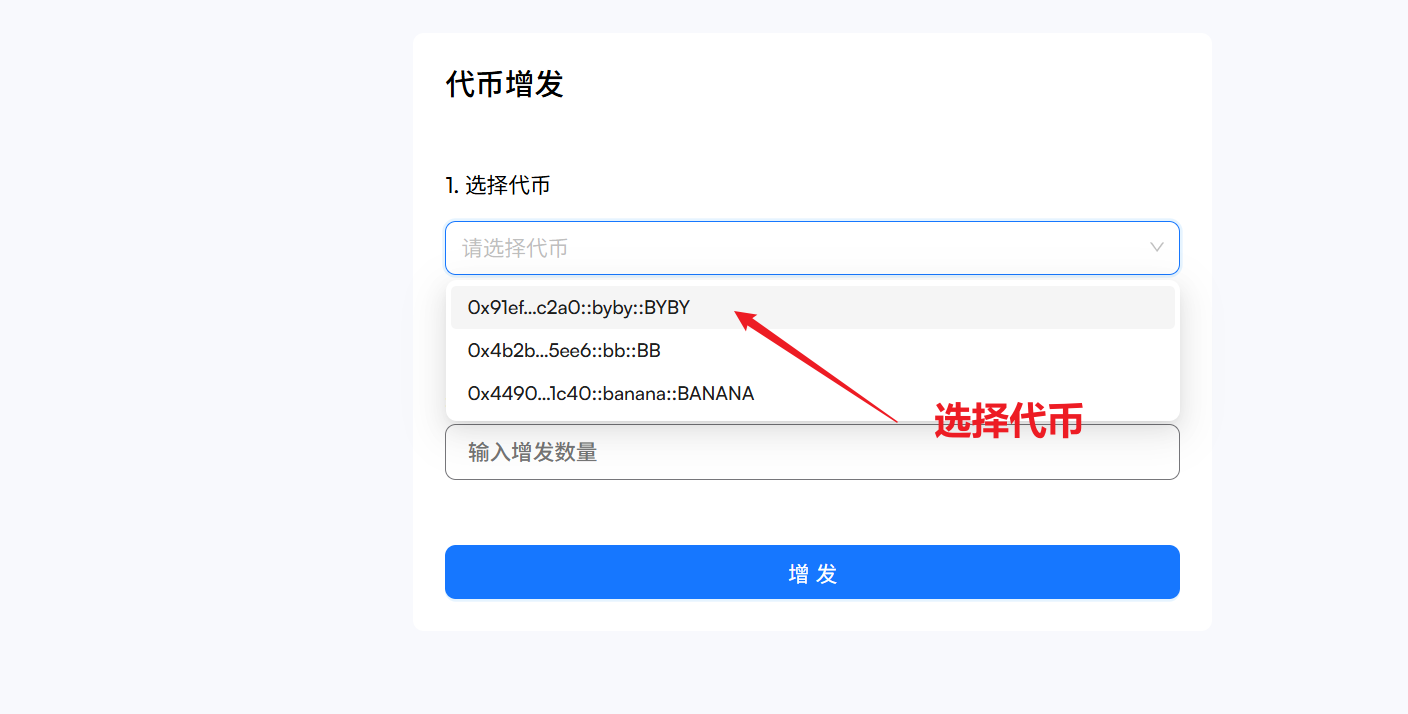 代币增发
1. 选择代币
请选择代币
0x91ef...c2a0::byby::BYBY
0x4b2b...5ee6::bb::BB
0x4490...1c40::banana::BANANA
选择代币
输入增发数量
增 发